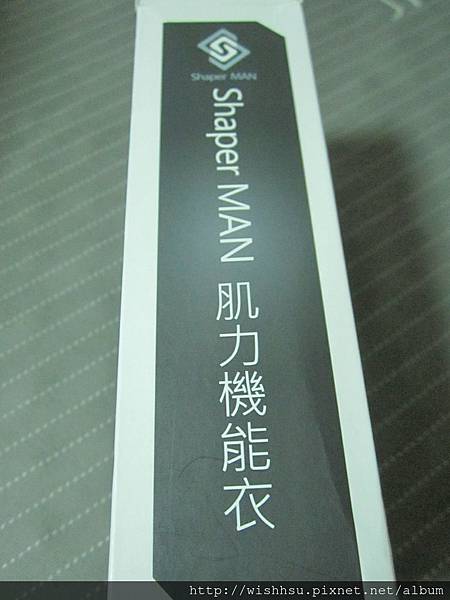 Shaper MAN
Shaper MAN 肌力機能衣
http://wishhsu.pixnet.net/album